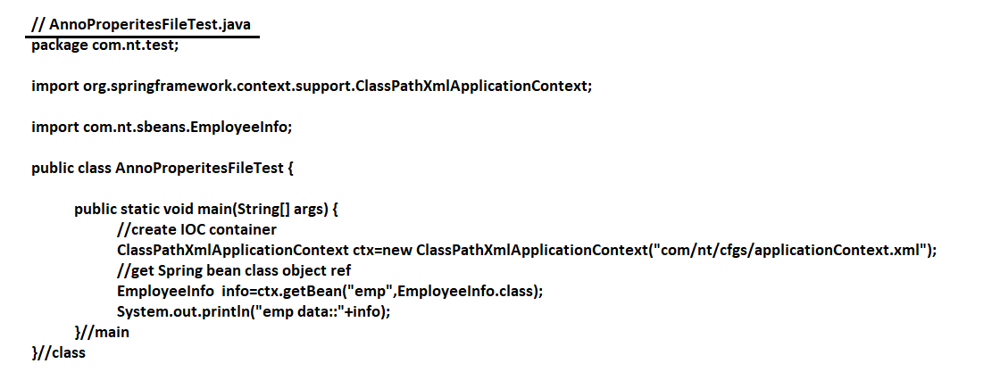 // AnnoProperitesFileTest.java
package com.nt.test;
import org.springframework.context.support.ClassPathXmlApplicationContext;
import com.nt.sbeans.EmployeeInfo;
public class AnnoProperitesFileTest {
public static void main(String[] args) {
//create IOC container
ClassPathXmlApplicationContext ctx=new ClassPathXmlApplicationContext("com/nt/cfgs/applicationContext.xml");
//get Spring bean class object ref
EmployeeInfo  info=ctx.getBean("emp",EmployeeInfo.class);
System.out.println("emp data::"+info);
}//main
}//class